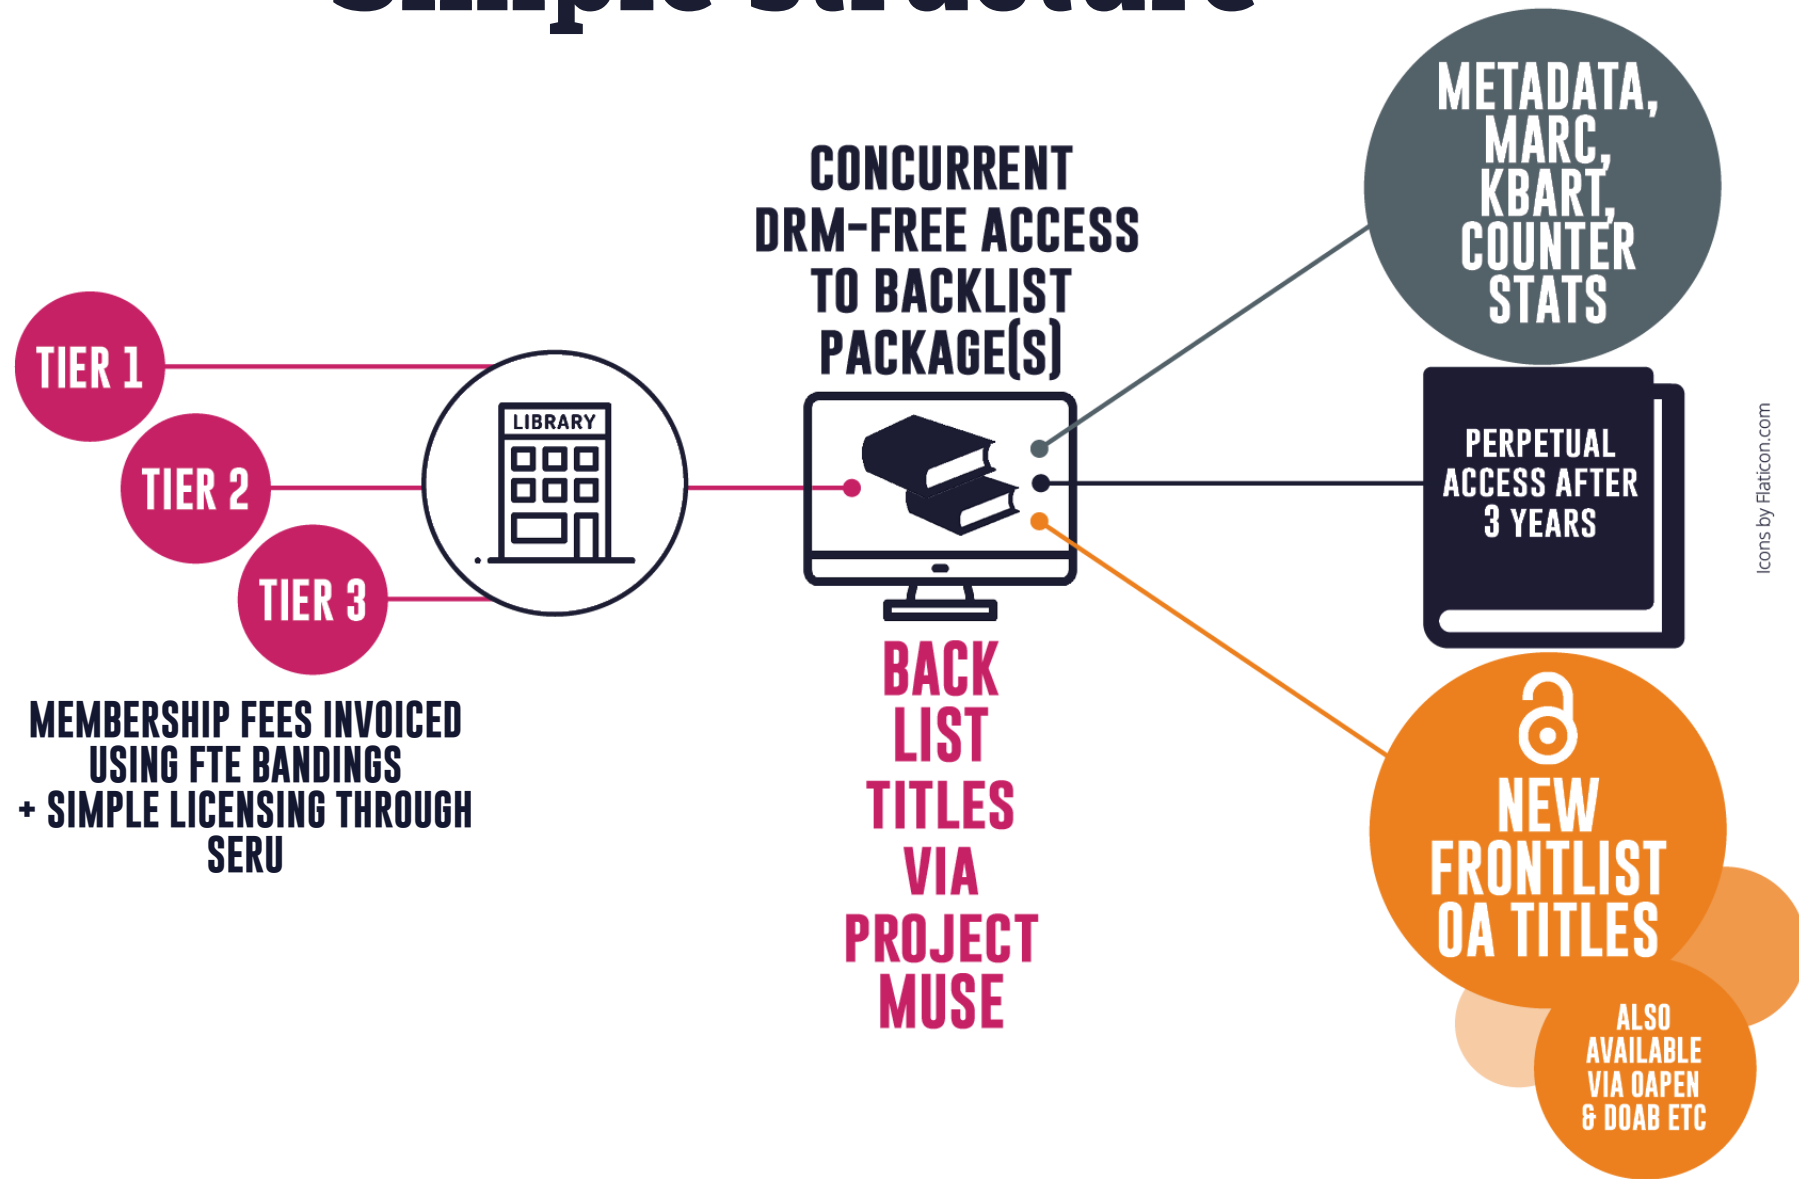 Simple structure
TIER 1
TIER 2
TIER 3
MEMBERSHIP FEES INVOICED
USING FTE BANDINGS
+ SIMPLE LICENSING THROUGH
SERU
LIBRARY
CONCURRENT
DRM-FREE ACCESS
TO BACKLIST
PACKAGE(S)
BACK
LIST
TITLES
VIA
PROJECT
MUSE
METADATA,
MARC,
KBART,
COUNTER
STATS
PERPETUAL
ACCESS AFTER
3 YEARS
NEW
FRONTLIST
OA TITLES
ALSO
AVAILABLE
VIA OAPEN
& DOAB ETC
Icons by Flaticon.com